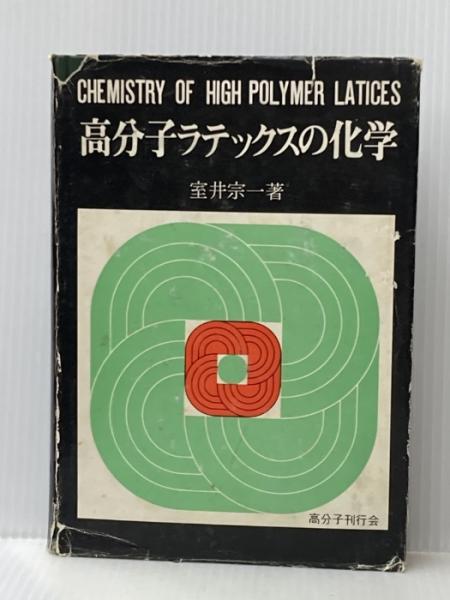 CHEMISTRY OF HIGH POLYMER LATICES
高分子ラテックスの化学
室井宗一著
高分子刊行会